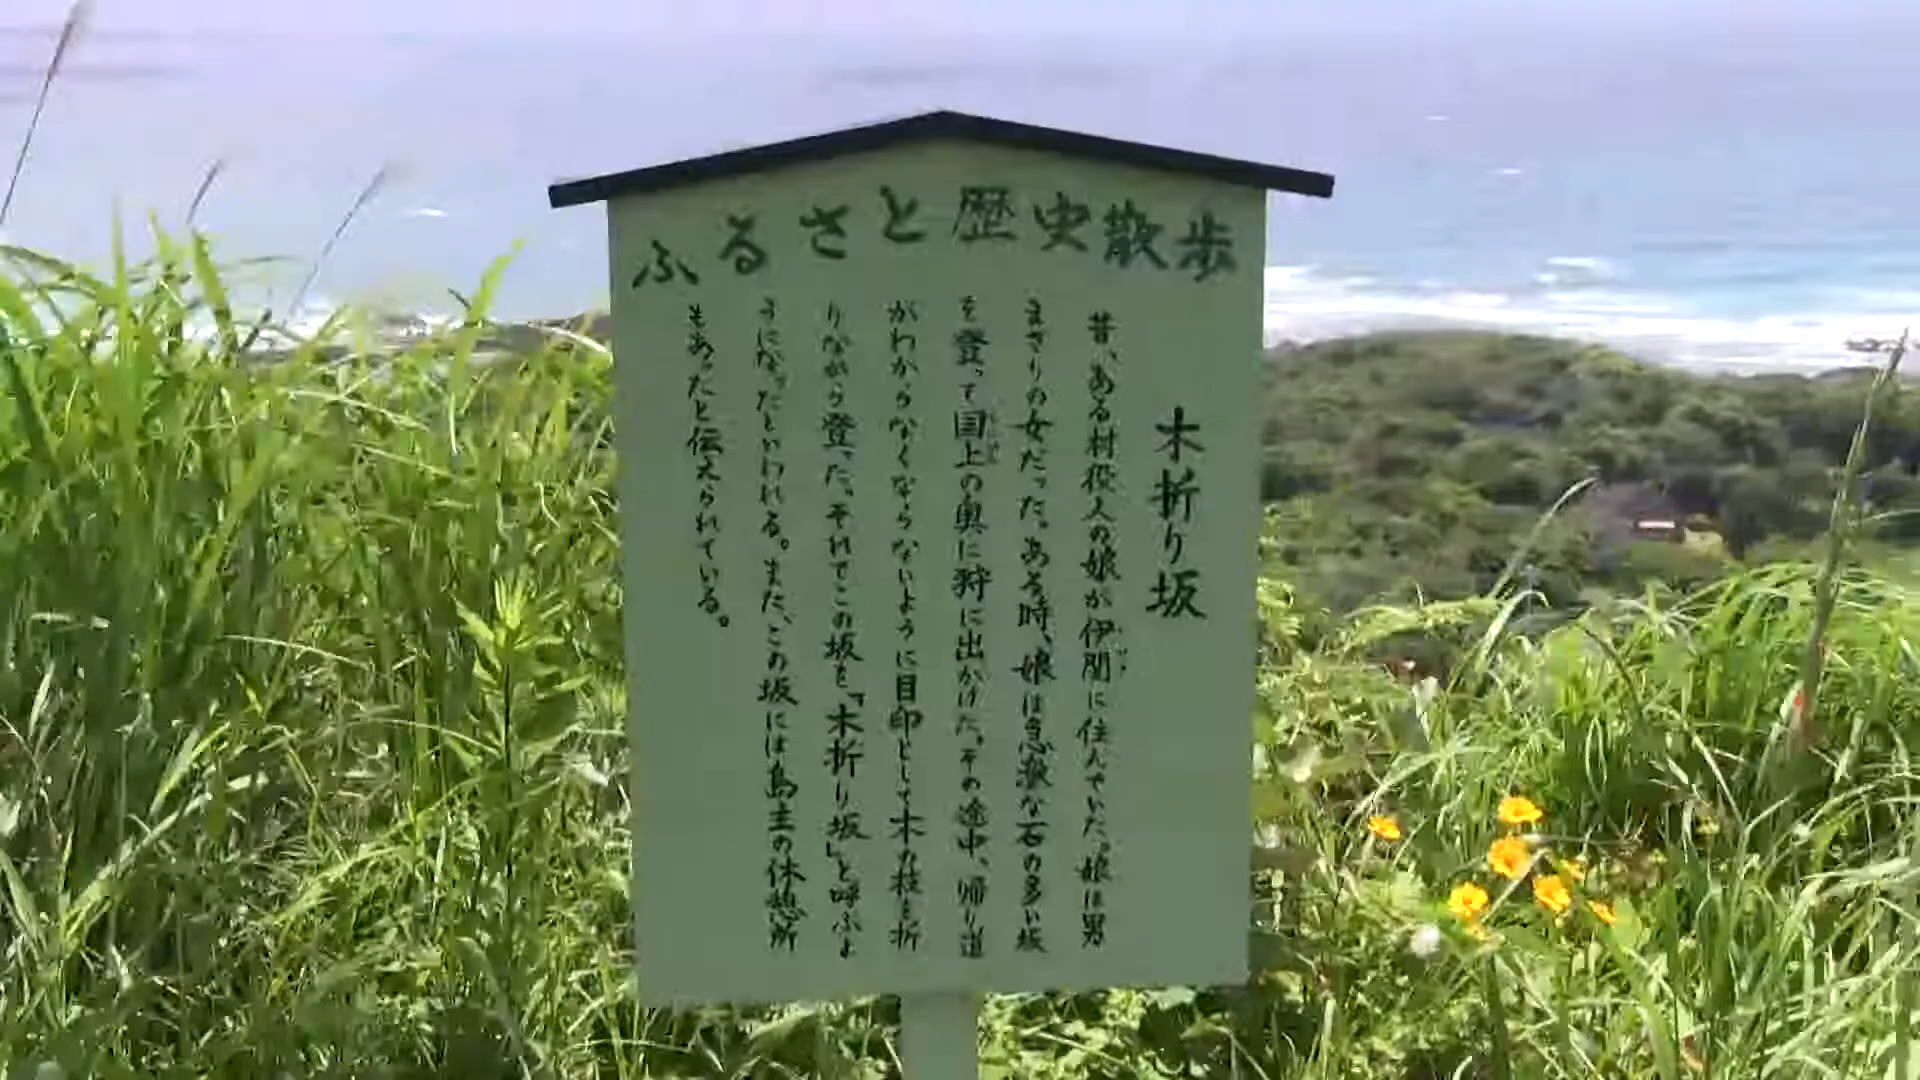 ふるさと歴史散歩
木折り坂
昔、ある村役人の娘が伊関に住んでいた。娘は男
まさりの女だった。ある時、娘は急激な石の多い坂
を登って国上の奥に狩に出かけた。その途中、帰り道
がわからなくならないように目印として木の枝を折
りながら登った。それでこの坂を「木折り坂」と呼ぶよ
うになったといわれる。また、この坂には島主の休憩所
もあったと伝えられている。